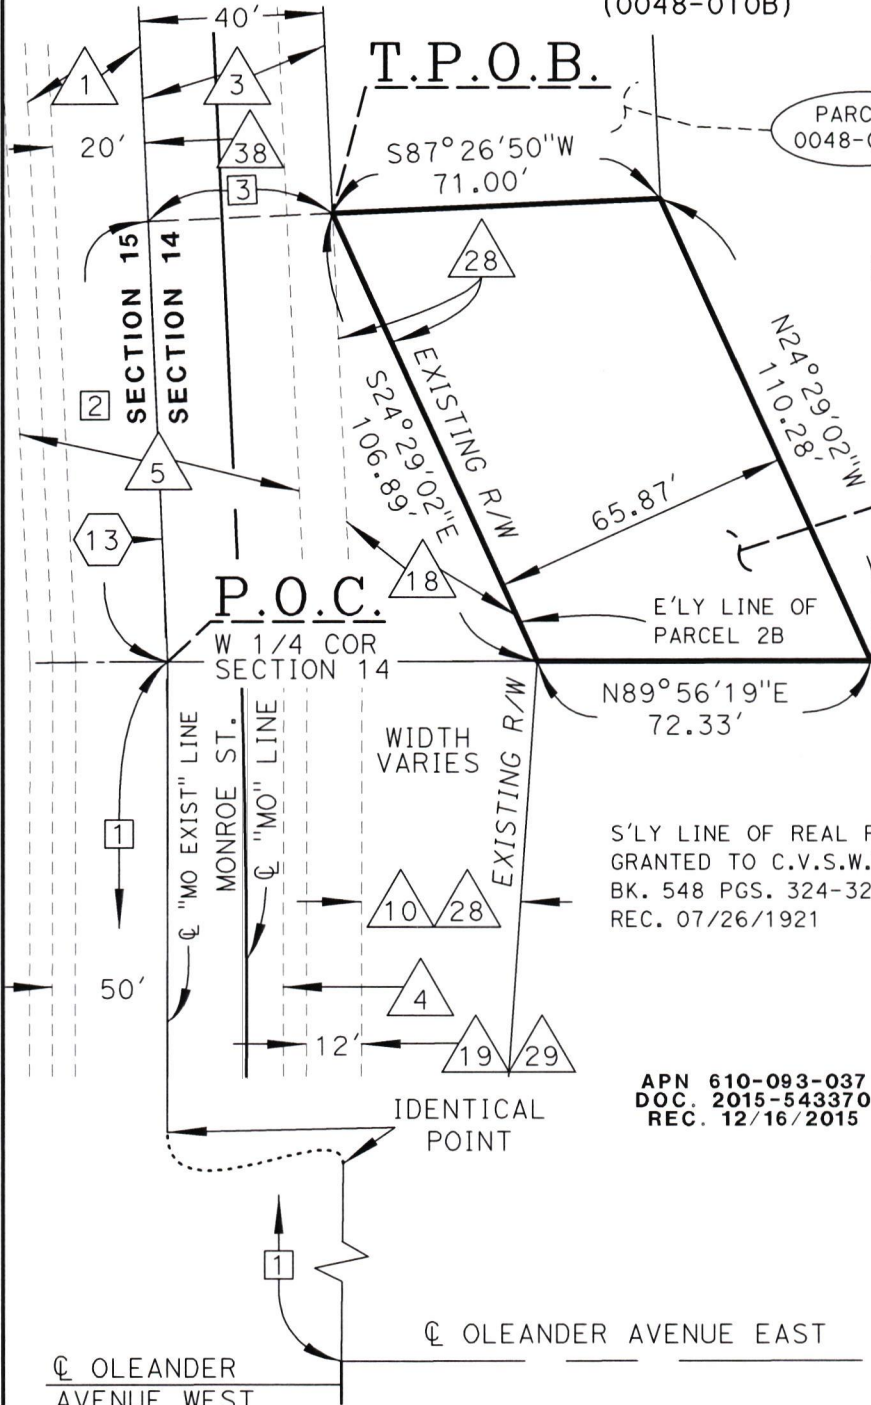 40'
(0048-010B)
T.P.O.B.
1
3
20'
38
S87°26'50"W
71.00'
3
28
SECTION 15
SECTION 14
2
5
EXISTING R/W
S24°29'02"E
106.89'
N24°29'02"W
110.28'
65.87'
13
18
P.O.C.
W 1/4 COR
SECTION 14
E'LY LINE OF
PARCEL 2B
N89°56'19"E
72.33'
WIDTH
VARIES
EXISTING R/W
℄ "MO EXIST" LINE
MONROE ST.
℄ "MO" LINE
1
S'LY LINE OF REAL
GRANTED TO C.V.S.W.
BK. 548 PGS. 324-32
REC. 07/26/1921
10
28
50'
4
12'
19
29
APN 610-093-037
DOC. 2015-543370
REC. 12/16/2015
IDENTICAL
POINT
1
℄ OLEANDER AVENUE EAST
℄ OLEANDER
AVENUE WEST